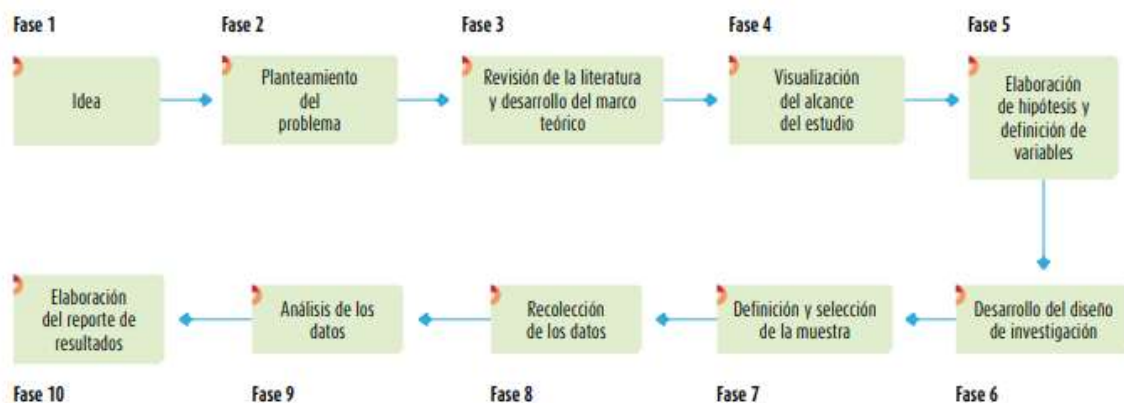 Fase 1
Idea
Fase 2
Planteamiento
del
problema
Fase 3
Revisión de la literatura
y desarrollo del marco
teórico
Fase 4
Visualización
del alcance
del estudio
Fase 5
Elaboración
de hipótesis y
definición de
variables
Desarrollo del diseño
de investigación
Fase 6
Definición y selección
de la muestra
Fase 7
Recolección
de los datos
Fase 8
Análisis de los
datos
Fase 9
Elaboración
del reporte de
resultados
Fase 10